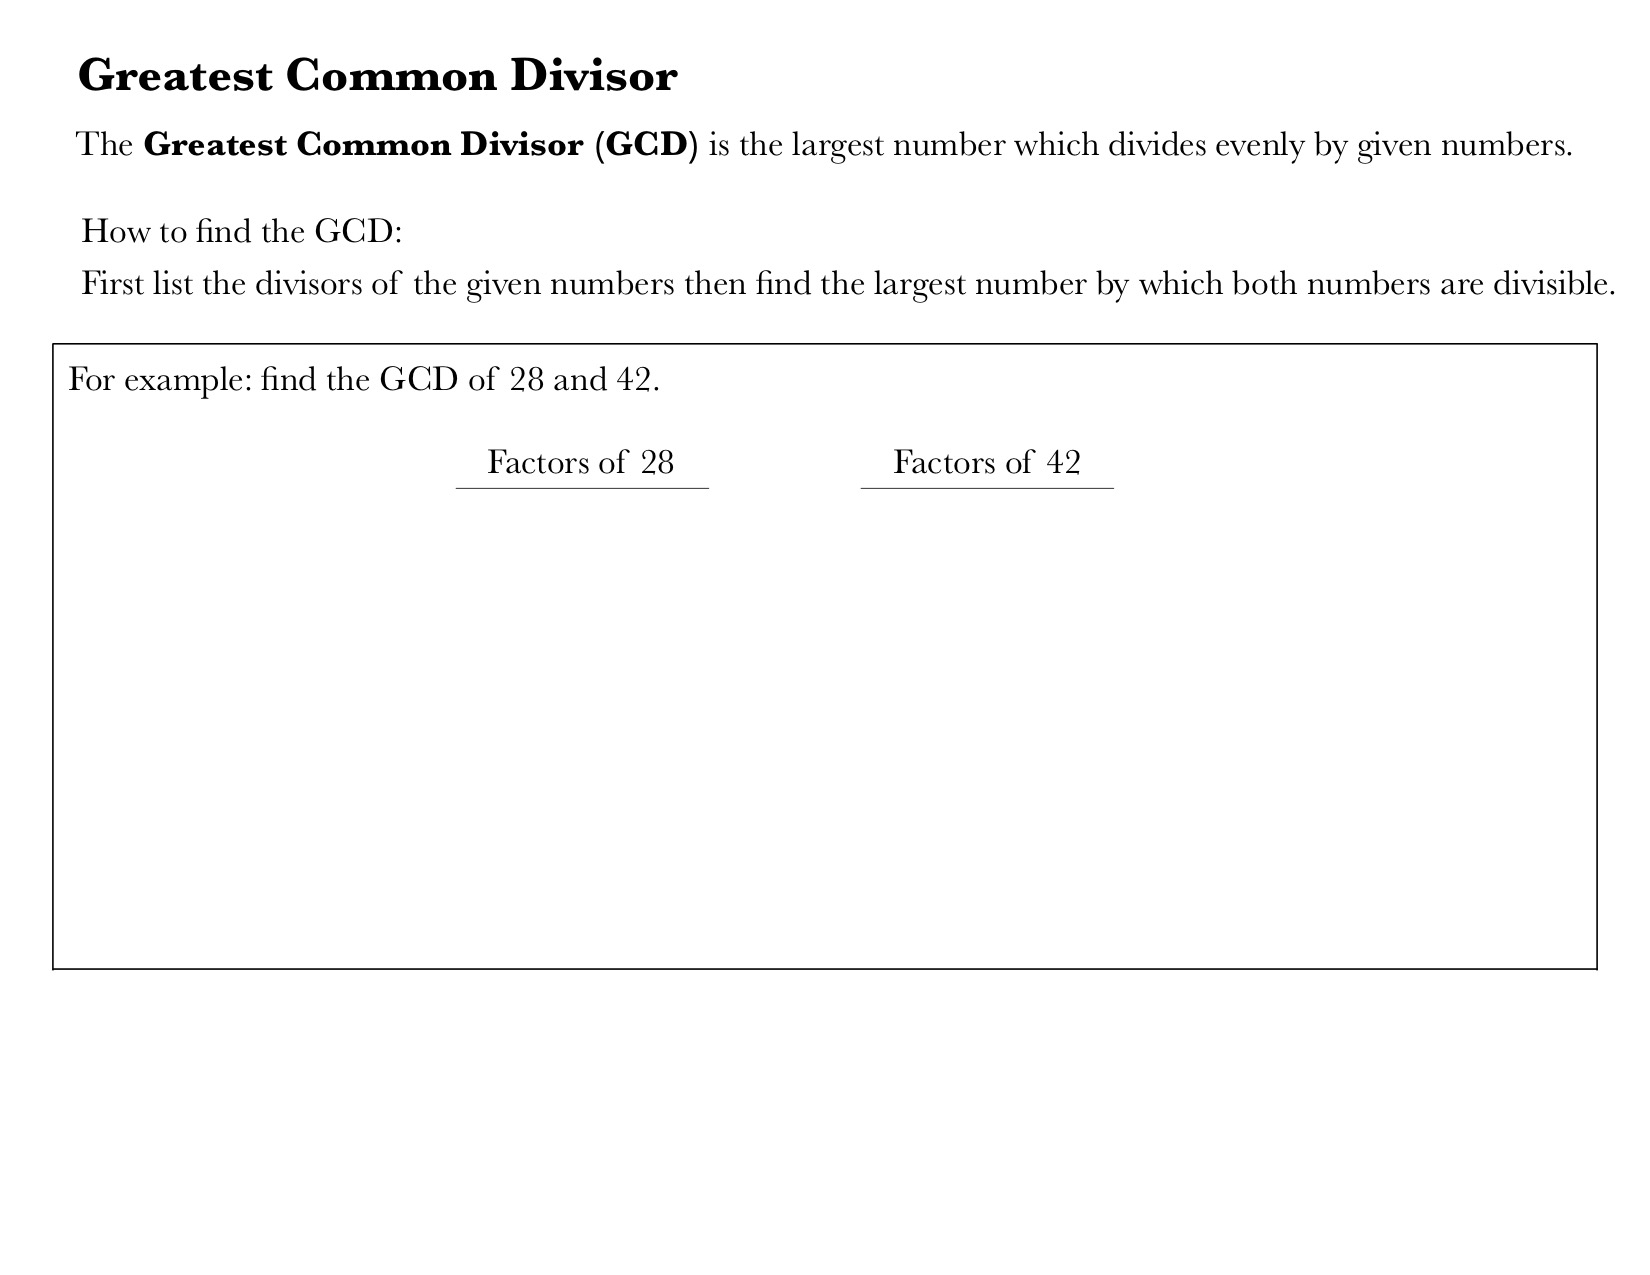 Greatest Common Divisor
The Greatest Common Divisor (GCD) is the largest number which divides evenly by given numbers.
How to find the GCD:
First list the divisors of the given numbers then find the largest number by which both numbers are divisible.
For example: find the GCD of 28 and 42.
Factors of 28 Factors of 42